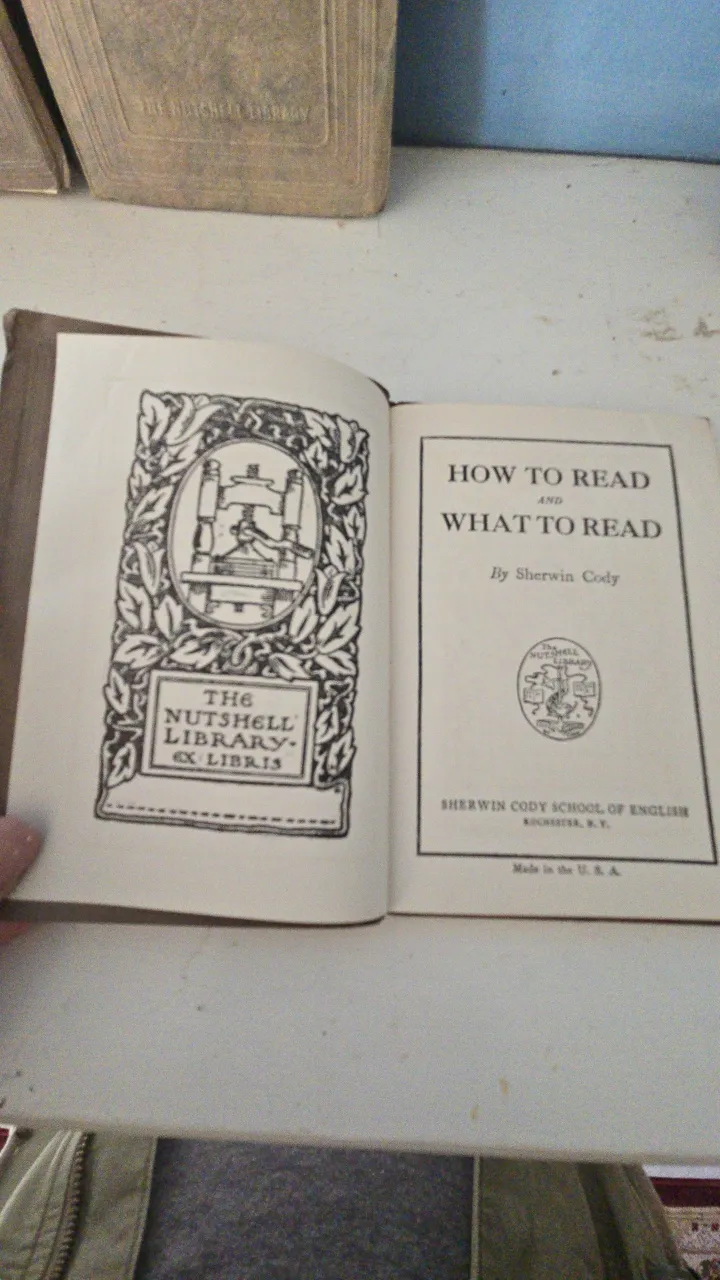 THE NUTSHELL LIBRARY
THE
NUTSHELL
LIBRARY·
EX·LIBRIS
HOW TO READ
AND
WHAT TO READ
By Sherwin Cody
The
NUTSHELL
LIBRARY
SHERWIN CODY SCHOOL OF ENGLISH
ROCHESTER, N.Y.
Made in the U. S. A.